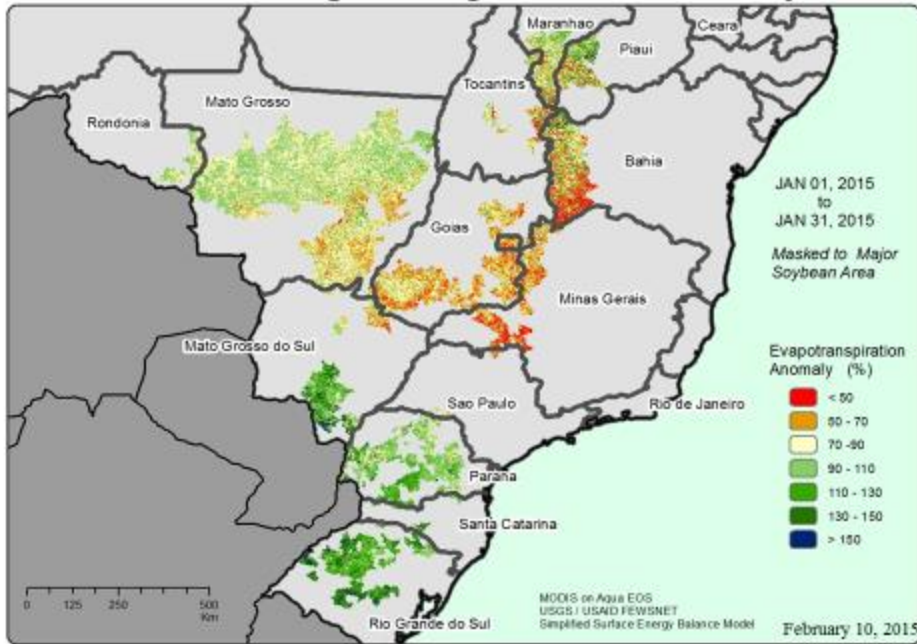 Maranhao
Ceara
Piaui
Tocantins
Mato Grosso
Rondonia
Bahia
JAN 01, 2015
to
JAN 31, 2015
Goias
Masked to Major
Soybean Area
Minas Gerais
Mato Grosso do Sul
Evapotranspiration
Anomaly (%)
< 50
50 - 70
70 -90
90 - 110
110 - 130
130 - 150
> 150
Sao Paulo
Rio de Janeiro
Parana
Santa Catarina
0 125 250 500
Km
Rio Grande do Sul
MODIS on Aqua EOS
USGS / USAID FEWSNET
Simplified Surface Energy Balance Model
February 10, 2015